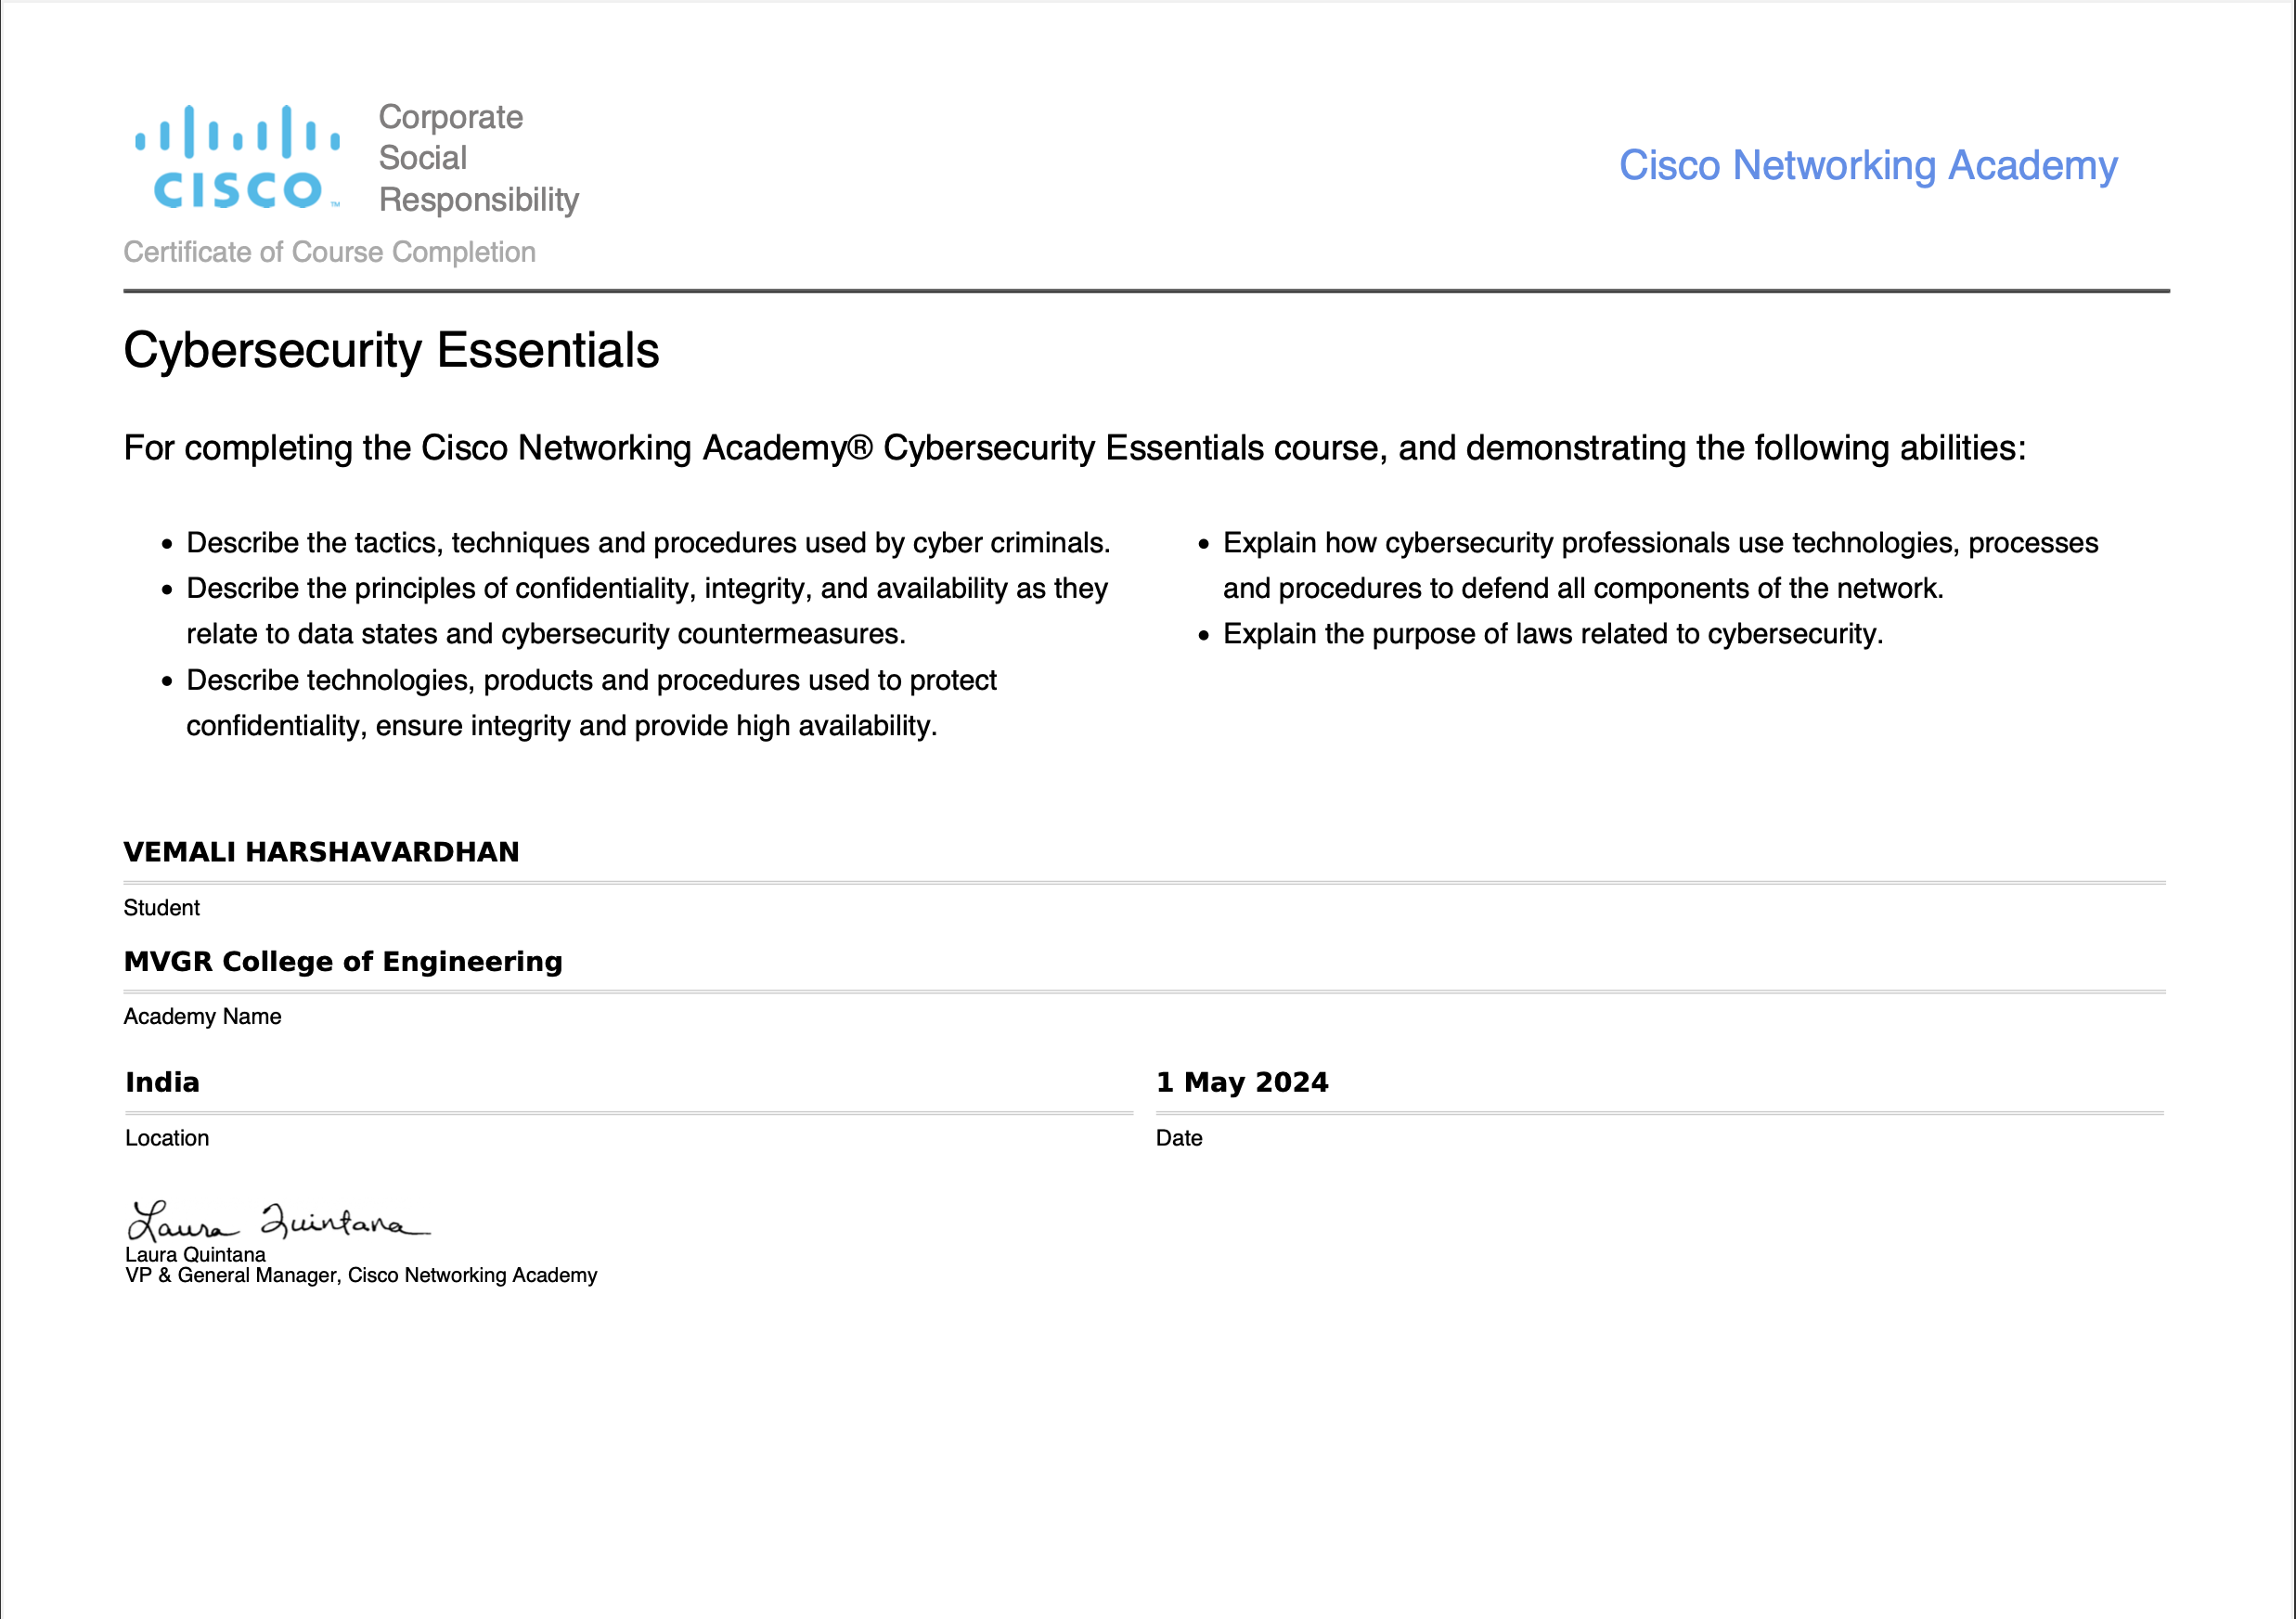 CISCO™
Corporate
Social
Responsibility
Cisco Networking Academy
Certificate of Course Completion
Cybersecurity Essentials
For completing the Cisco Networking Academy® Cybersecurity Essentials course, and demonstrating the following abilities:
• Describe the tactics, techniques and procedures used by cyber criminals.
• Describe the principles of confidentiality, integrity, and availability as they
relate to data states and cybersecurity countermeasures.
• Describe technologies, products and procedures used to protect
confidentiality, ensure integrity and provide high availability.
• Explain how cybersecurity professionals use technologies, processes
and procedures to defend all components of the network.
• Explain the purpose of laws related to cybersecurity.
VEMALI HARSHAVARDHAN
Student
MVGR College of Engineering
Academy Name
India
Location
1 May 2024
Date
Laura Quintana
Laura Quintana
VP & General Manager, Cisco Networking Academy